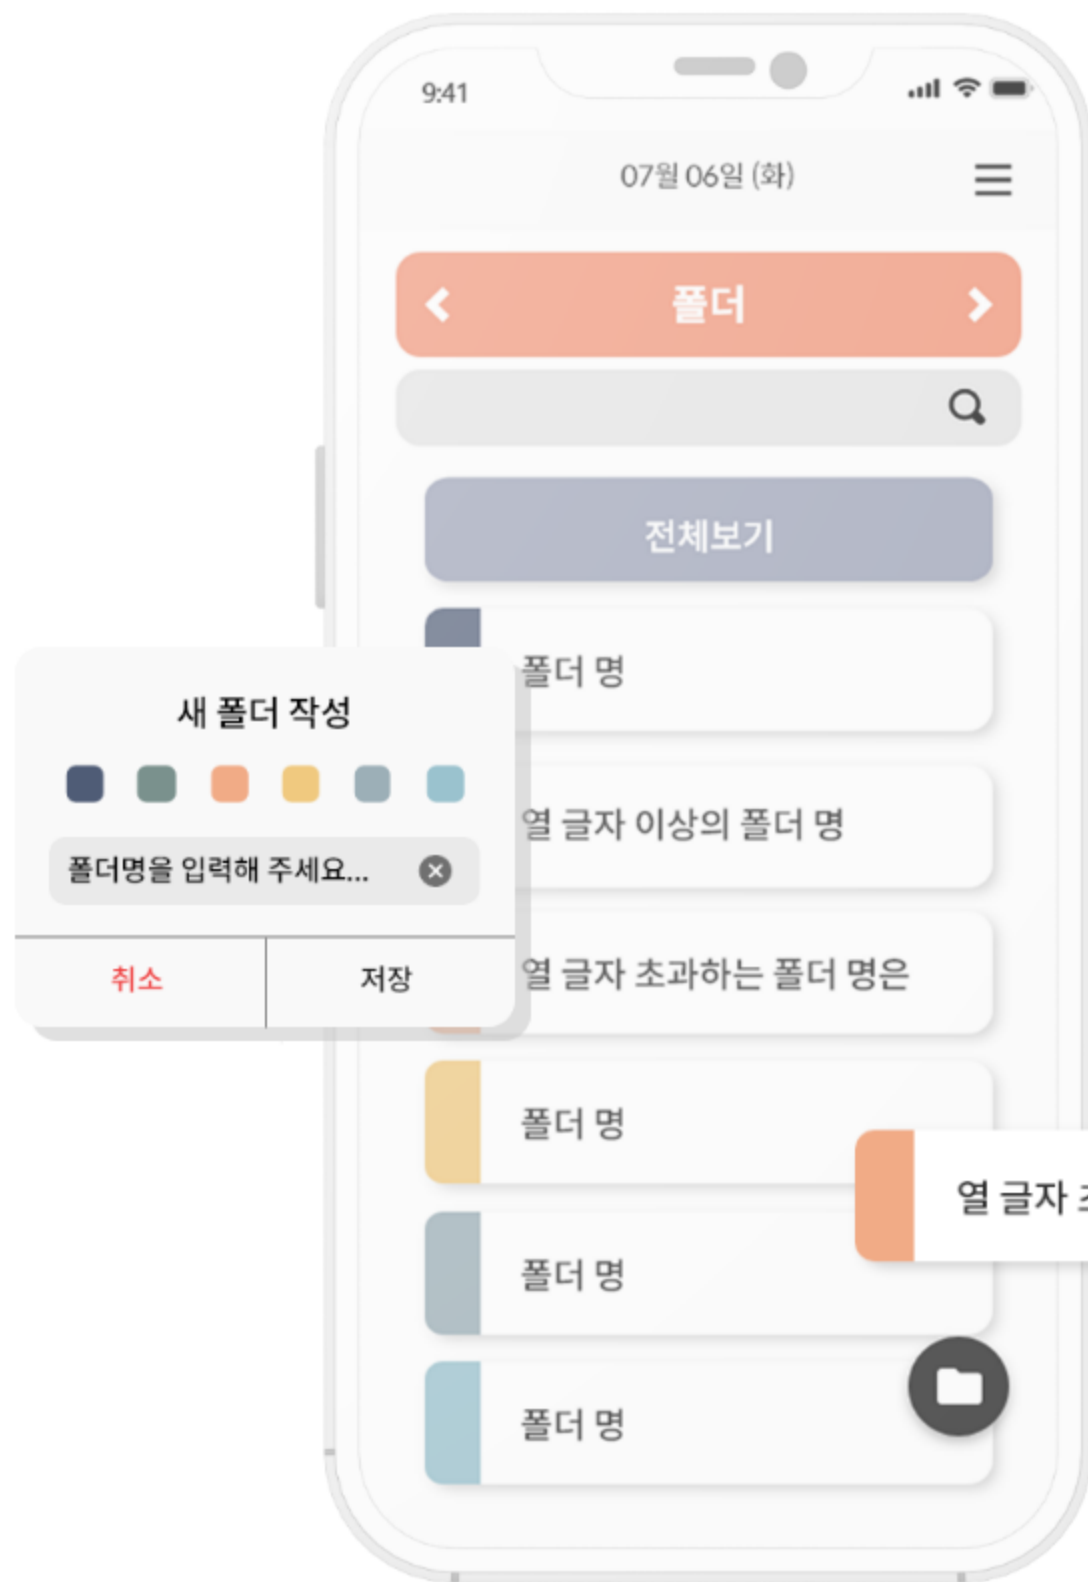 9:41
07월 06일 (화)
폴더
전체보기
폴더 명
새 폴더 작성
열 글자 이상의 폴더 명
폴더명을 입력해 주세요...
취소
저장
열 글자 초과하는 폴더 명은
폴더 명
열 글자
폴더 명
폴더 명